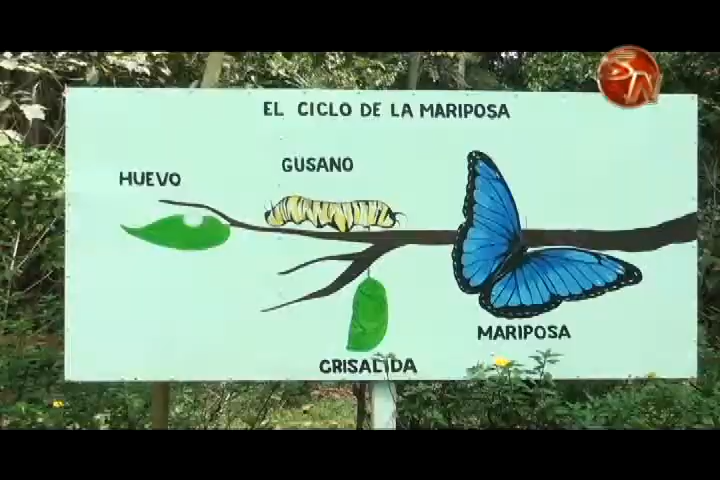 EL CICLO DE LA MARIPOSA
HUEVO
GUSANO
MARIPOSA
CRISALIDA